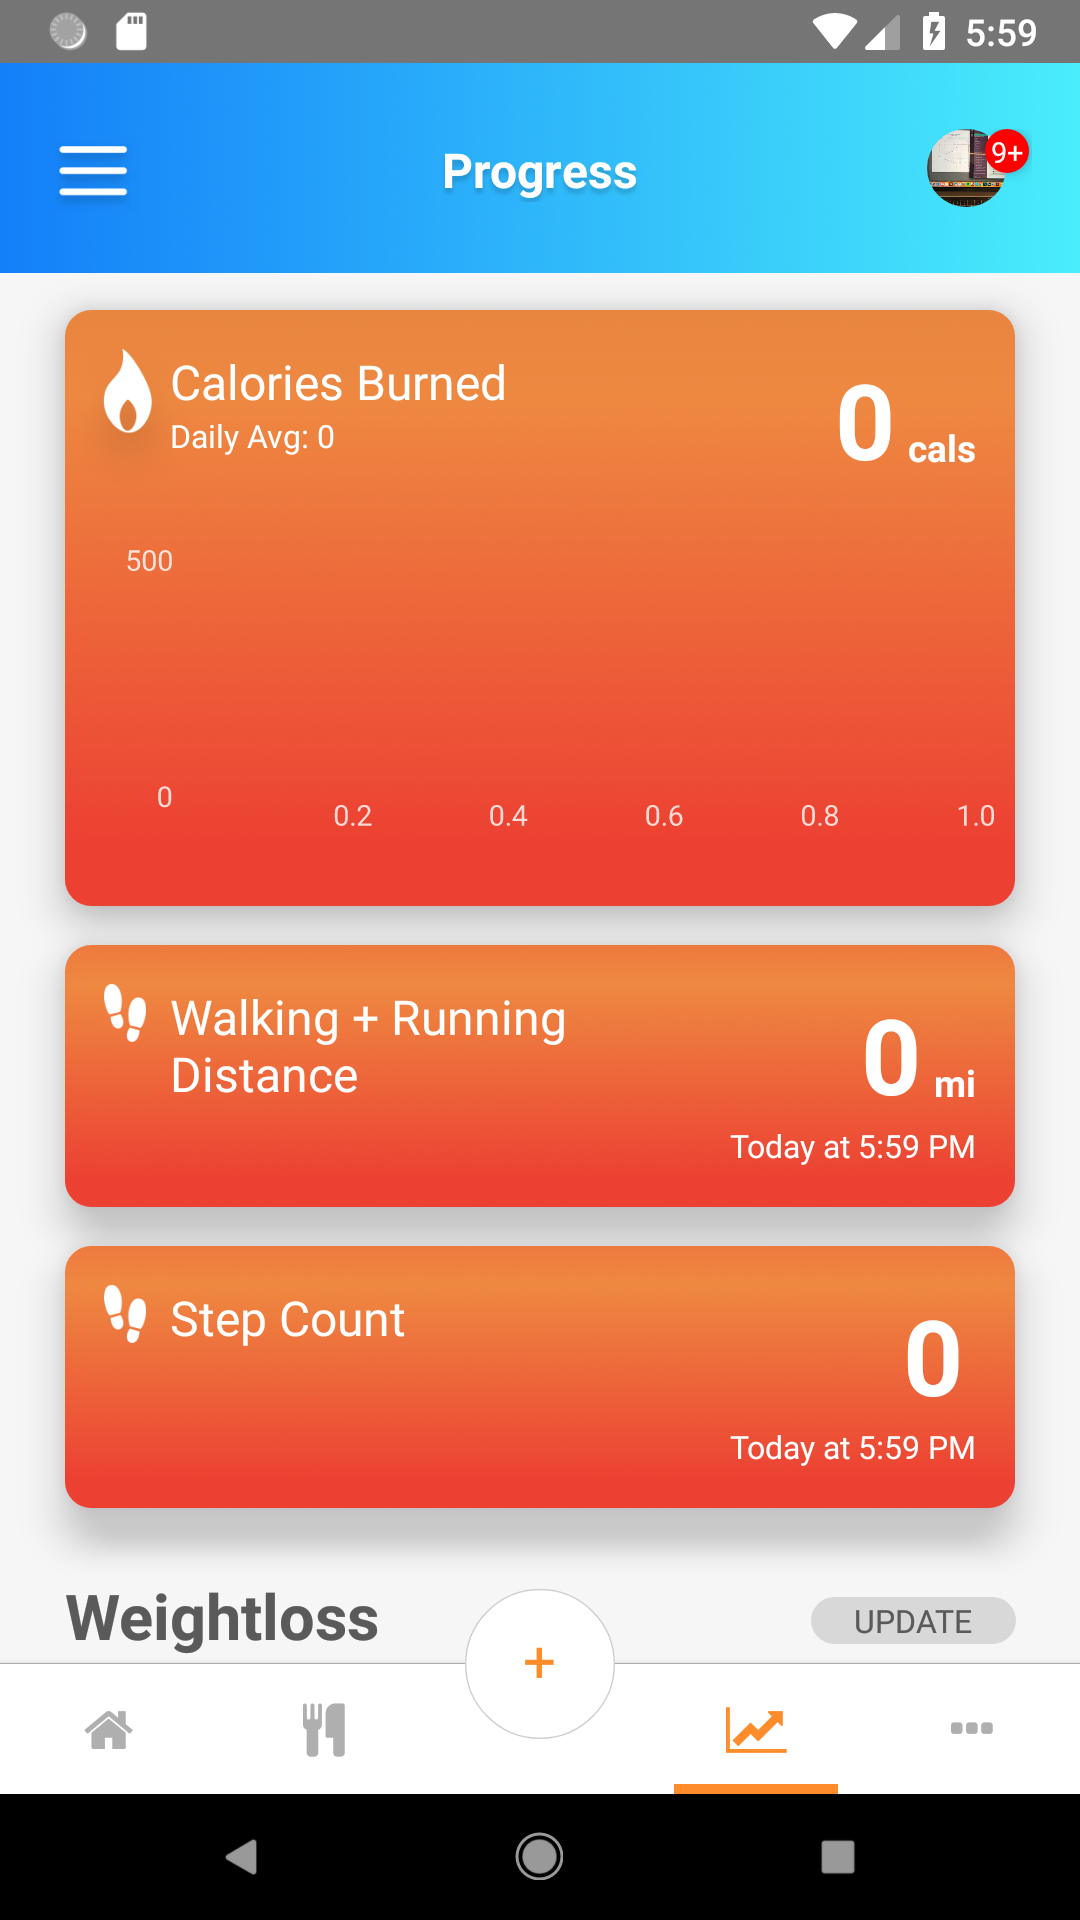 5:59
Progress
9+
Calories Burned
Daily Avg: 0
0 cals
500
0
0.2 0.4 0.6 0.8 1.0
Walking + Running
Distance
0 mi
Today at 5:59 PM
Step Count
0
Today at 5:59 PM
Weightloss
UPDATE
+